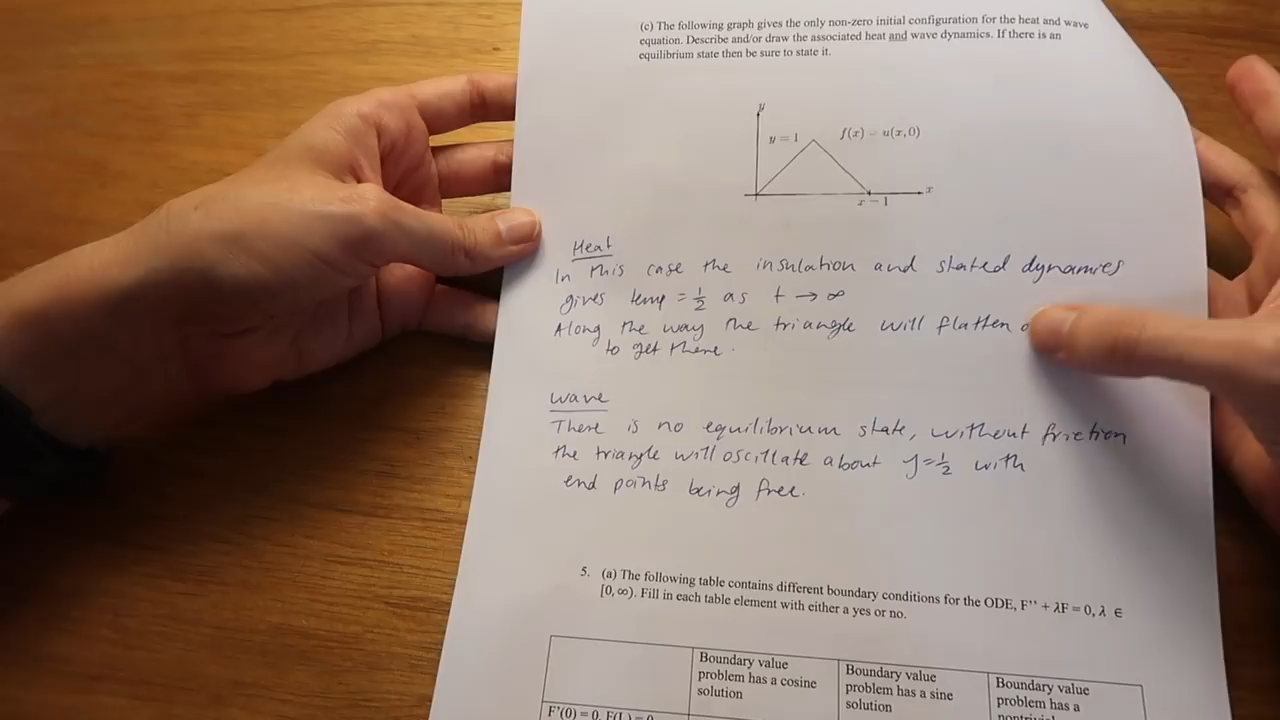 (c) The following graph gives the only non-zero initial configuration for the heat and wave
equation. Describe and/or draw the associated heat and wave dynamics. If there is an
equilibrium state then be sure to state it.
y
y = 1
f(x) = u(x, 0)
x
x = 1
Heat
In this case the insulation and stated dynamics
gives temp = 1/2 as t → ∞
Along the way the triangle will flatten
to get there.
Wave
There is no equilibrium state, without friction
the triangle will oscillate about y=1/2 with
end points being free.
5. (a) The following table contains different boundary conditions for the ODE, F'' + λF = 0, λ ∈
[0, ∞). Fill in each table element with either a yes or no.
Boundary value
problem has a cosine
solution
Boundary value
problem has a sine
solution
Boundary value
problem has a
F'(0) = 0, F(L) = 0